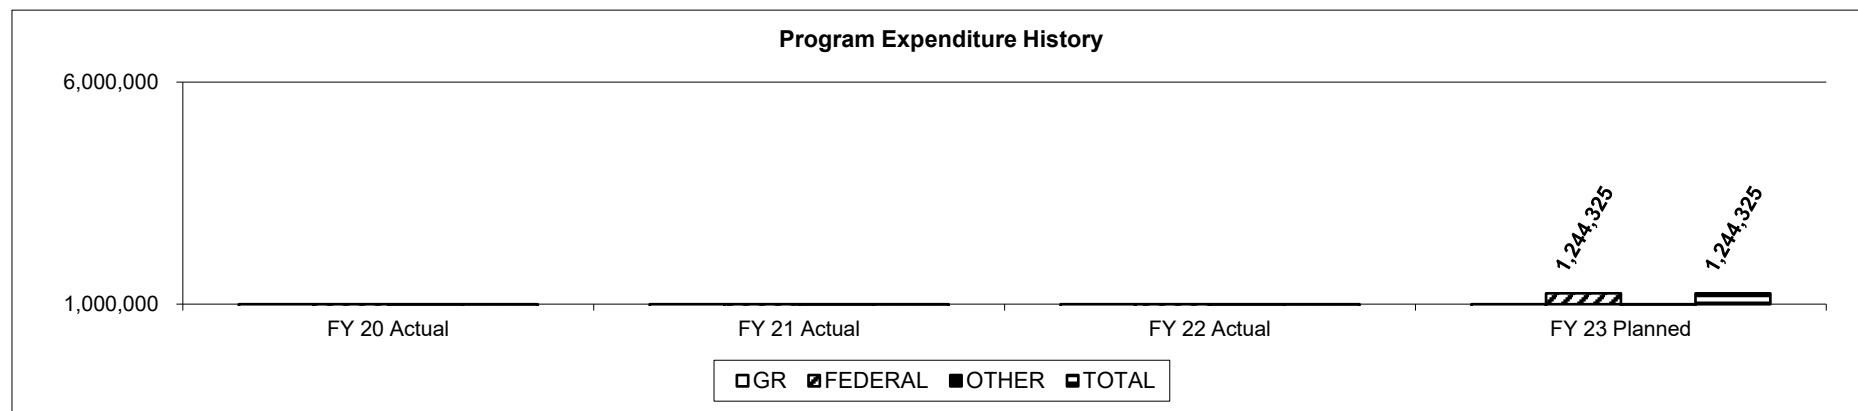 Program Expenditure History
6,000,000
1,244,325 1,244,325
1,000,000
FY 20 Actual FY 21 Actual FY 22 Actual FY 23 Planned
GR FEDERAL OTHER TOTAL